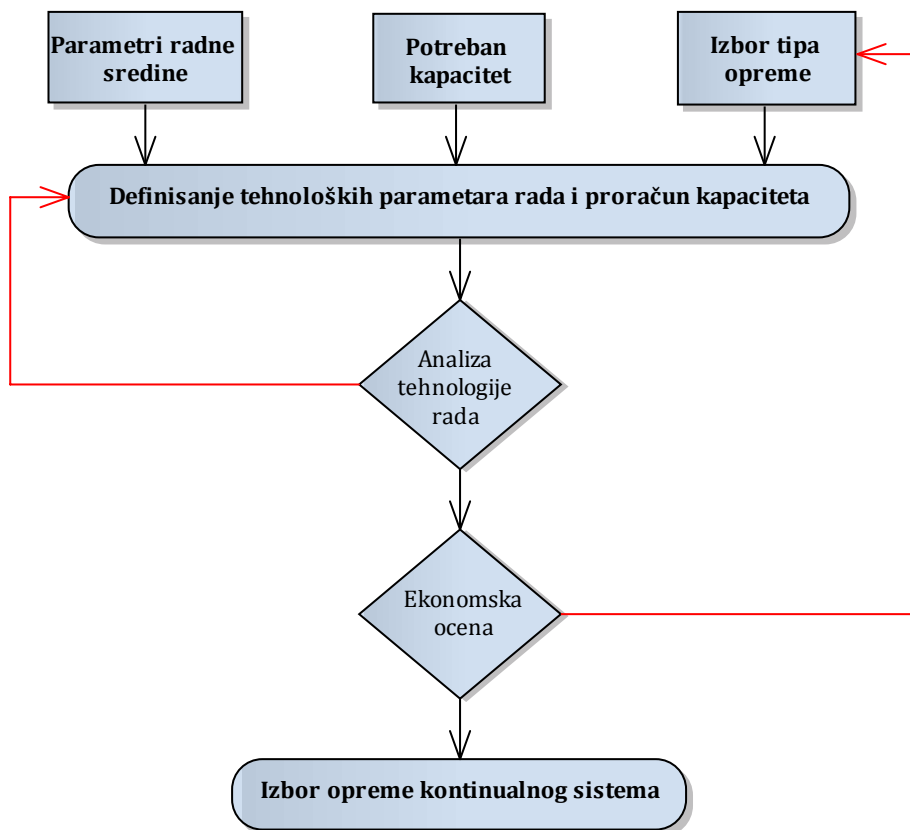 Parametri radne
sredine
Potreban
kapacitet
Izbor tipa
opreme
Definisanje tehnoloških parametara rada i proračun kapaciteta
Analiza
tehnologije
rada
Ekonomska
ocena
Izbor opreme kontinualnog sistema